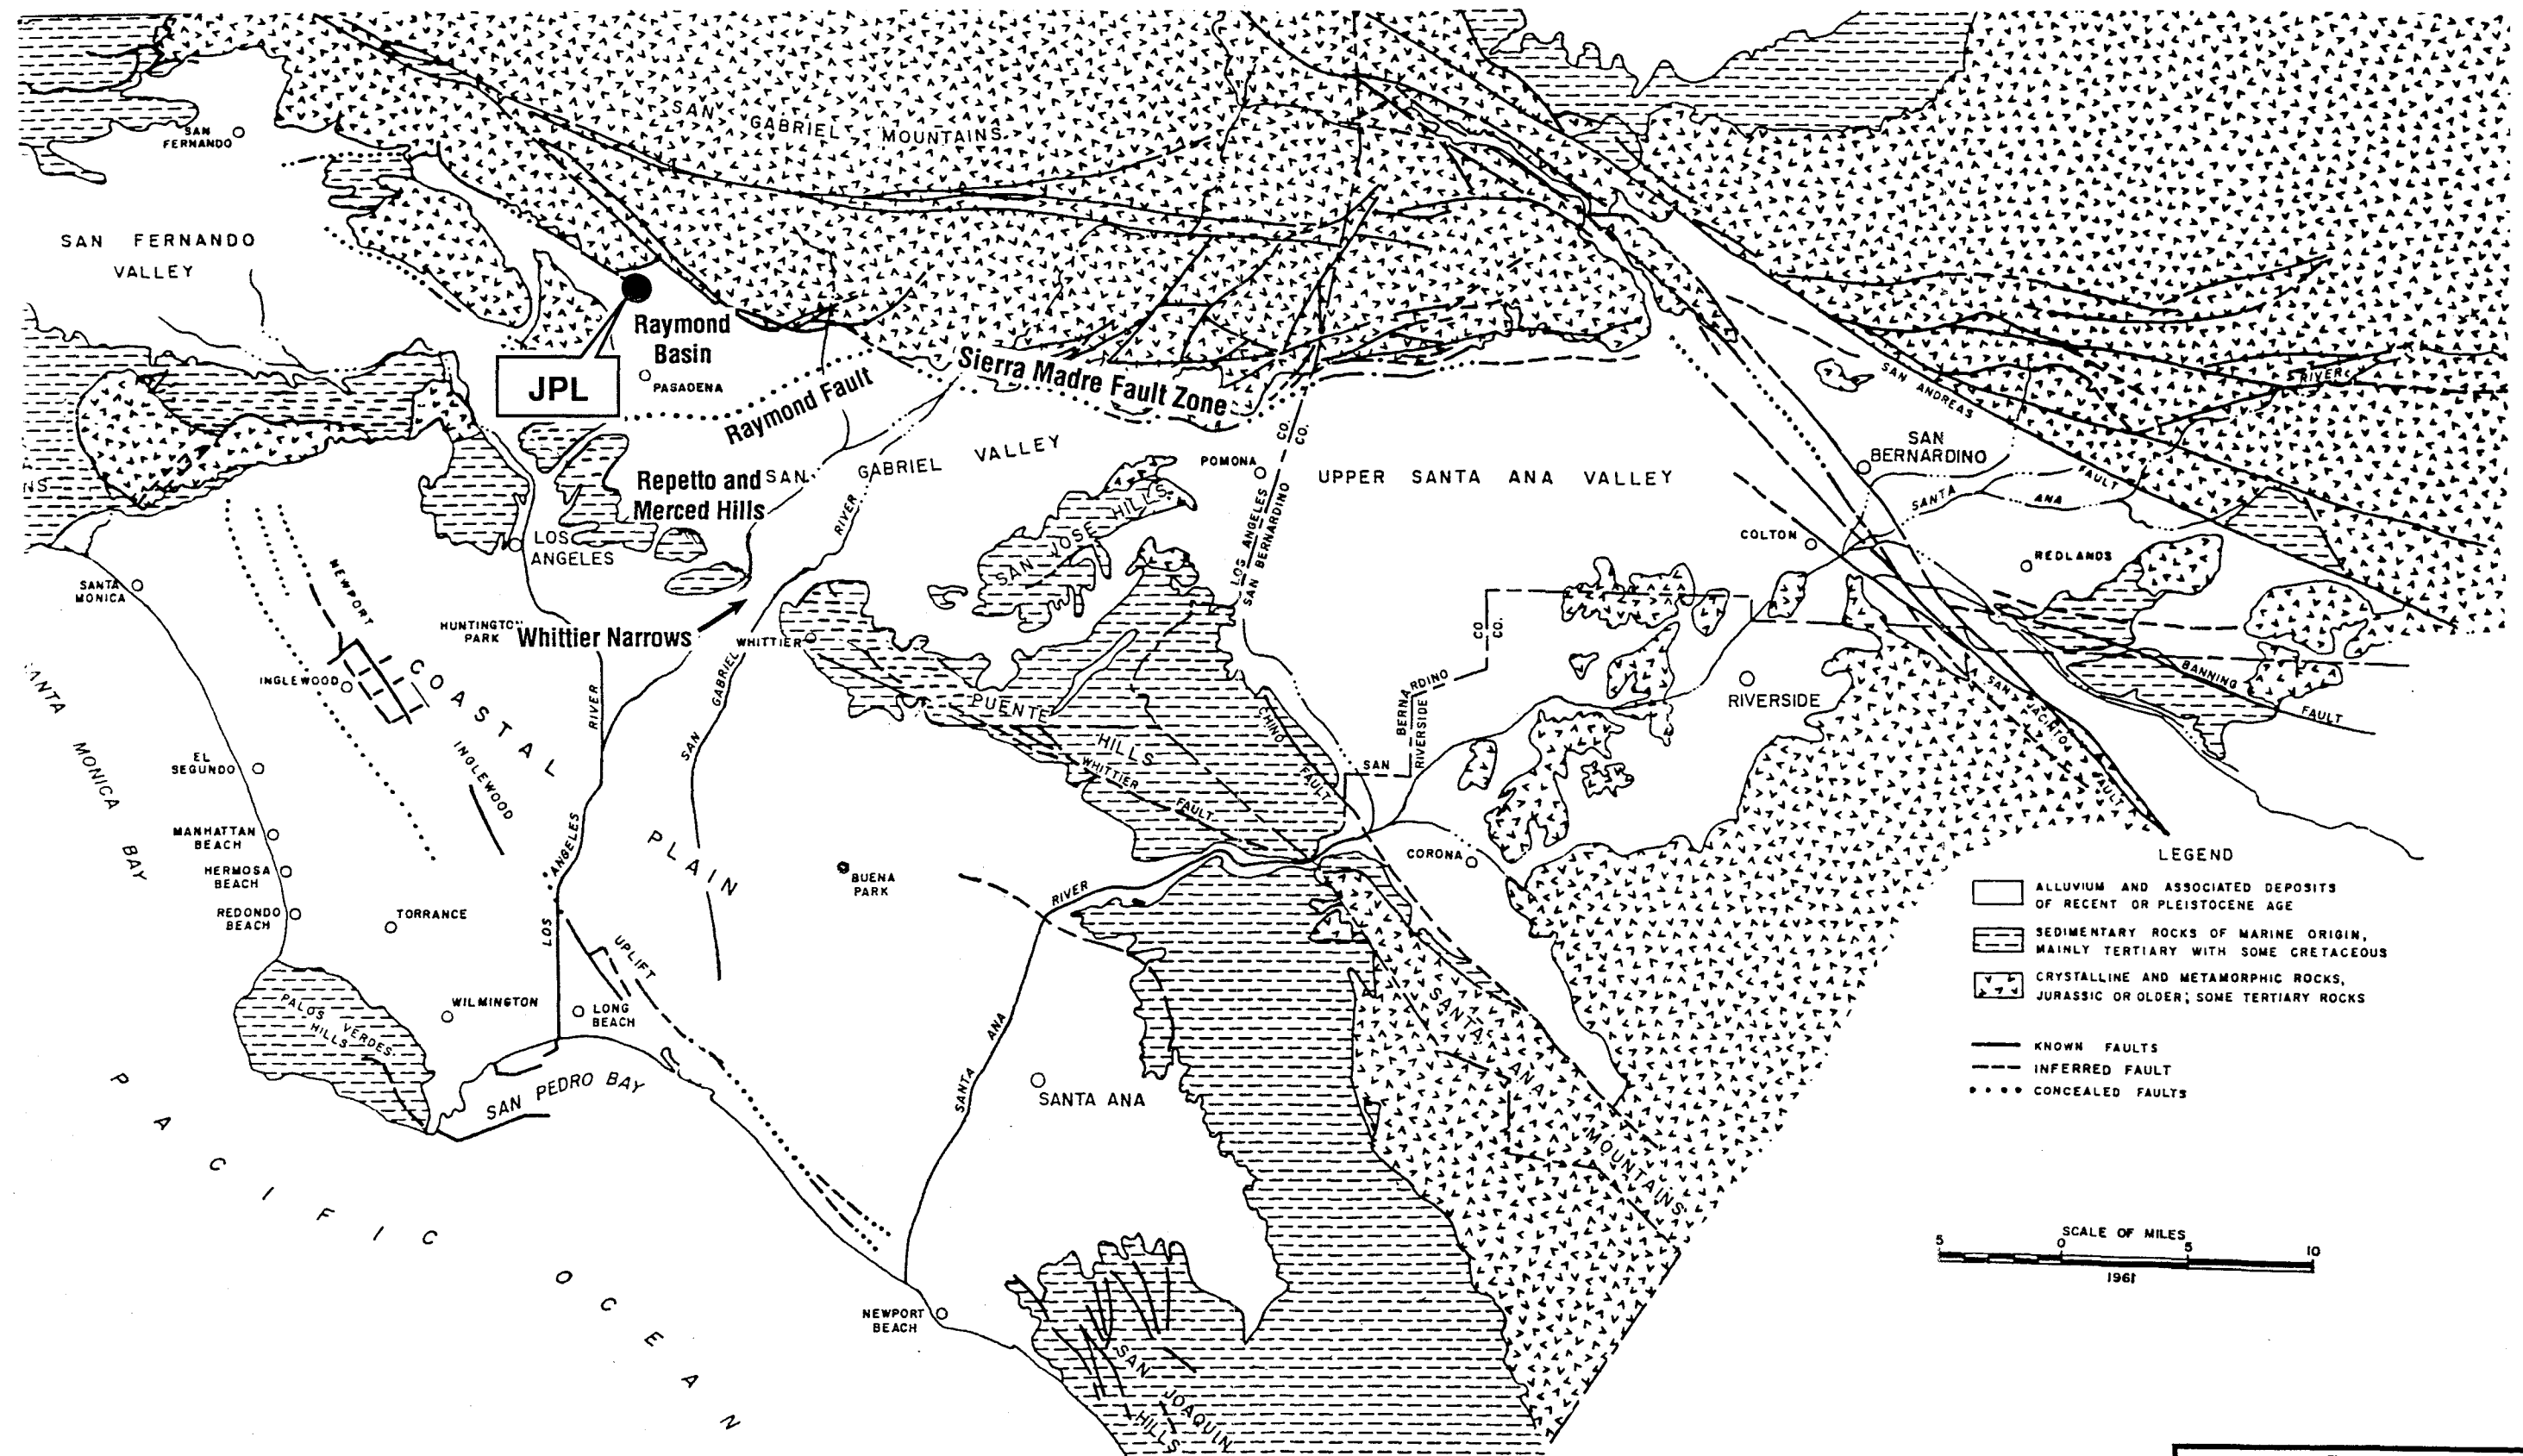 SAN GABRIEL MOUNTAINS
SAN
FERNANDO
SAN FERNANDO
VALLEY
Raymond
Basin
JPL
PASADENA
Raymond Fault
Sierra Madre Fault Zone
SAN ANDREAS
FAULT
RIVER
SAN
BERNARDINO
SANTA
ANA
SAN GABRIEL VALLEY
POMONA
CO.
CO.
LOS ANGELES
SAN BERNARDINO
UPPER SANTA ANA VALLEY
Repetto and
Merced Hills
RIVER
SAN JOSE HILLS
NS
LOS
ANGELES
COLTON
REDLANDS
SANTA
MONICA
NEWPORT
HUNTINGTON
PARK
Whittier Narrows
WHITTIER
CO.
CO.
INGLEWOOD
COASTAL
RIVER
GABRIEL
SAN
PUENTE
HILLS
CHINO
FAULT
BERNARDINO
RIVERSIDE
SAN
RIVERSIDE
BANNING
FAULT
SAN JACINTO
FAULT
ANTA
MONICA
BAY
EL
SEGUNDO
INGLEWOOD
WHITTIER
FAULT
MANHATTAN
BEACH
HERMOSA
BEACH
REDONDO
BEACH
TORRANCE
ANGELES
LOS
PLAIN
BUENA
PARK
CORONA
RIVER
UPLIFT
PALOS VERDES
HILLS
WILMINGTON
LONG
BEACH
SAN PEDRO BAY
ANA
SANTA
SANTA ANA
SANTA
ANA
MOUNTAINS
PACIFIC
OCEAN
NEWPORT
BEACH
SAN
JOAQUIN
HILLS
LEGEND
ALLUVIUM AND ASSOCIATED DEPOSITS
OF RECENT OR PLEISTOCENE AGE
SEDIMENTARY ROCKS OF MARINE ORIGIN,
MAINLY TERTIARY WITH SOME CRETACEOUS
CRYSTALLINE AND METAMORPHIC ROCKS,
JURASSIC OR OLDER; SOME TERTIARY ROCKS
KNOWN FAULTS
INFERRED FAULT
CONCEALED FAULTS
SCALE OF MILES
5 0 5 10
1961